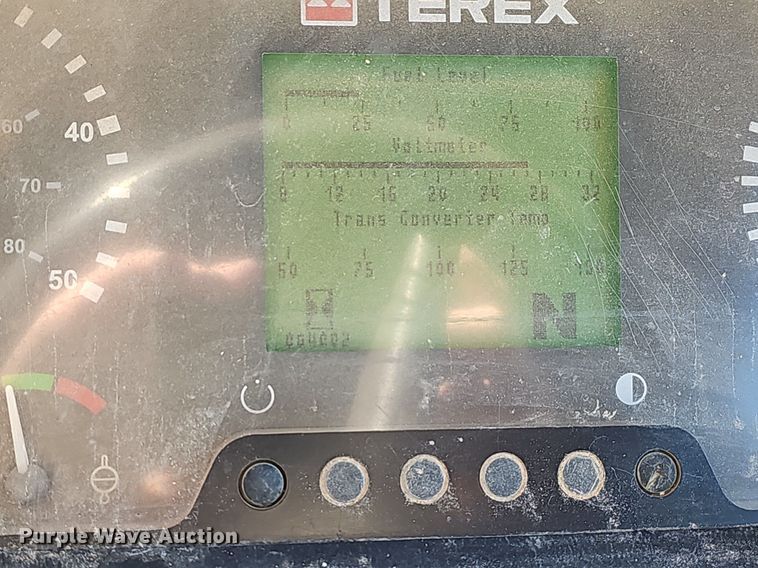 TEREX
Fuel Level
0 25 50 75 100
Voltmeter
8 12 16 20 24 28 32
Trans Converter Temp
50 75 100 125 150
N
60 40
70
80 50
Purple Wave Auction